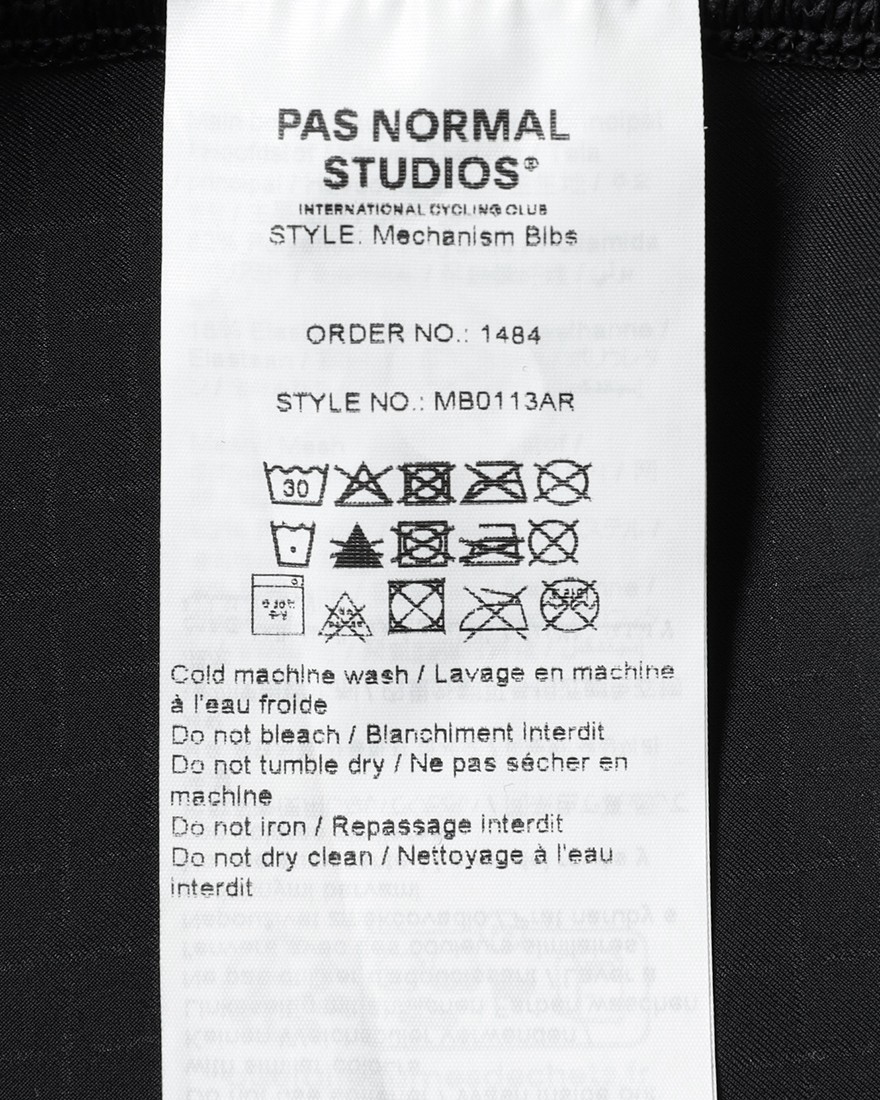 PAS NORMAL
STUDIOS®
INTERNATIONAL CYCLING CLUB
STYLE: Mechanism Bibs
ORDER NO.: 1484
STYLE NO.: MB0113AR
30
Cold machine wash / Lavage en machine
à l'eau froide
Do not bleach / Blanchiment interdit
Do not tumble dry / Ne pas sécher en
machine
Do not iron / Repassage interdit
Do not dry clean / Nettoyage à l'eau
interdit